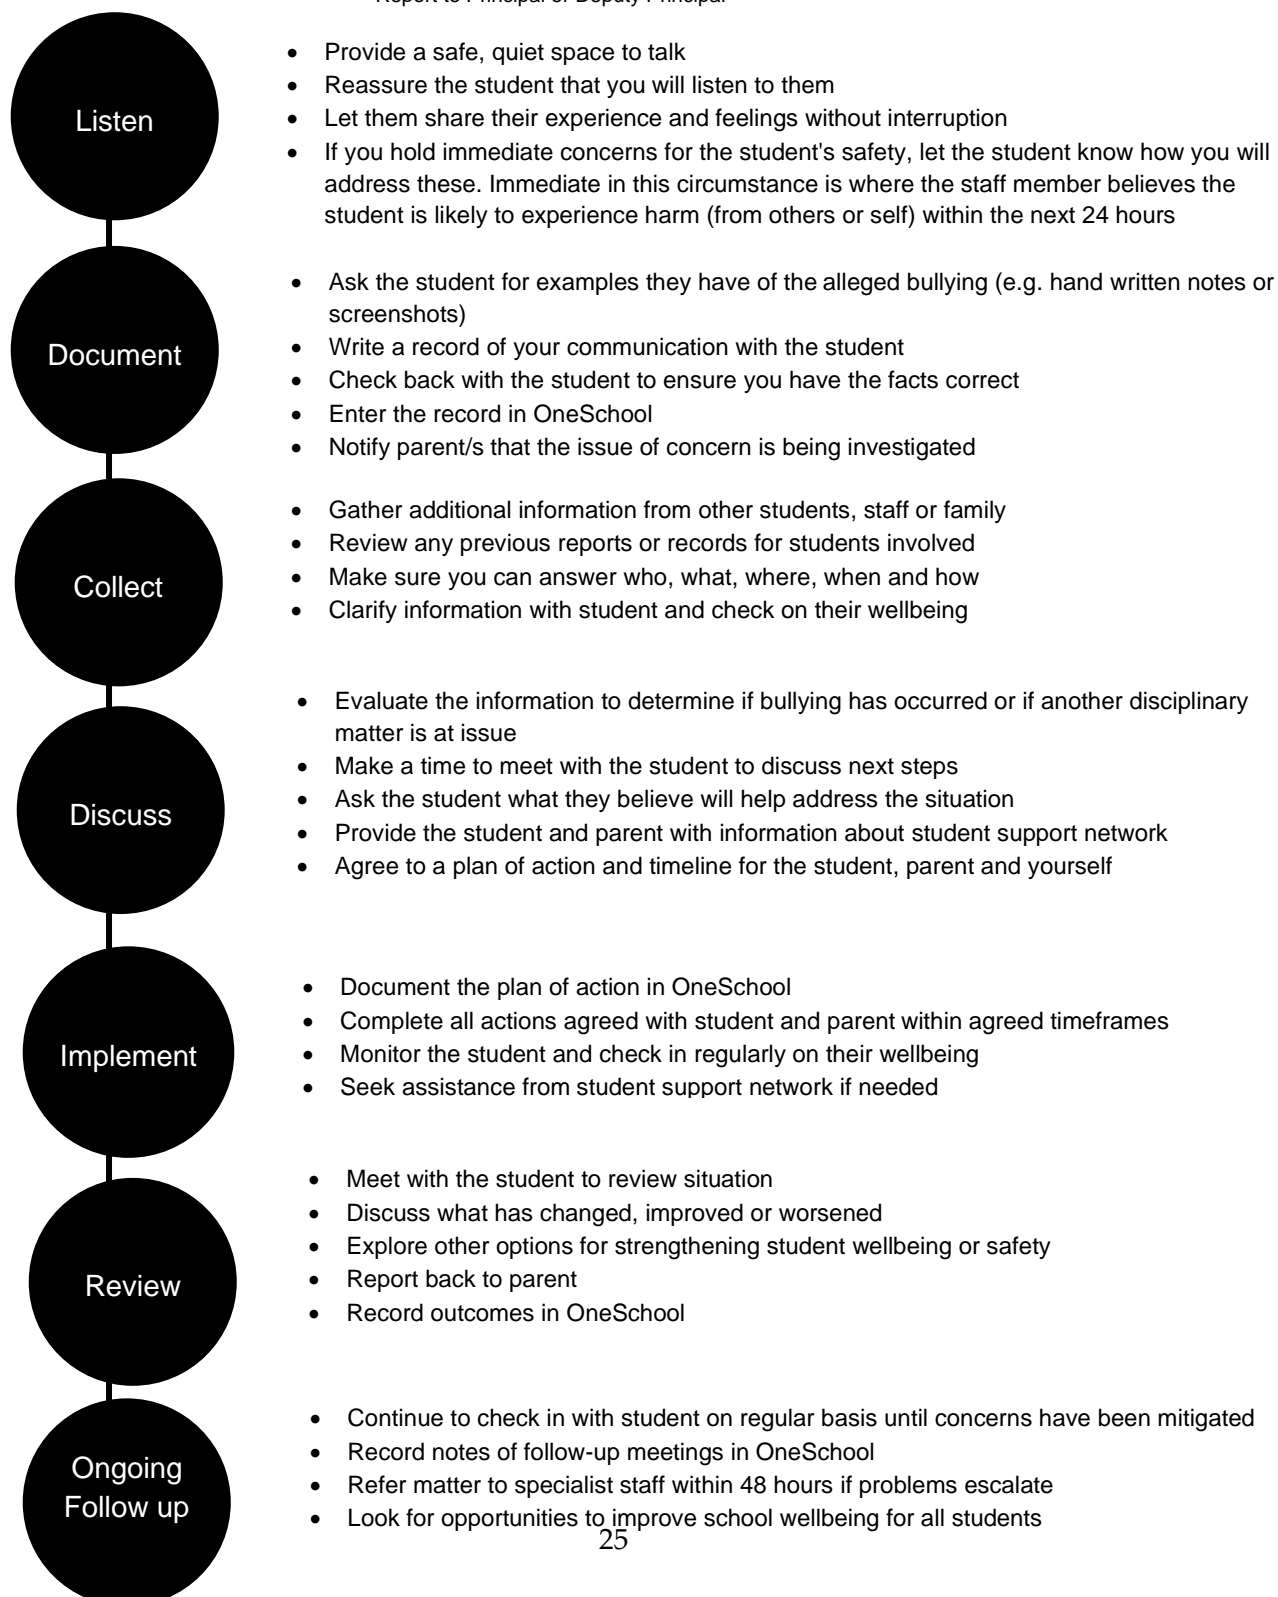 Report to Principal or Deputy Principal
Listen
• Provide a safe, quiet space to talk
• Reassure the student that you will listen to them
• Let them share their experience and feelings without interruption
• If you hold immediate concerns for the student's safety, let the student know how you will
address these. Immediate in this circumstance is where the staff member believes the
student is likely to experience harm (from others or self) within the next 24 hours
Document
• Ask the student for examples they have of the alleged bullying (e.g. hand written notes or
screenshots)
• Write a record of your communication with the student
• Check back with the student to ensure you have the facts correct
• Enter the record in OneSchool
• Notify parent/s that the issue of concern is being investigated
Collect
• Gather additional information from other students, staff or family
• Review any previous reports or records for students involved
• Make sure you can answer who, what, where, when and how
• Clarify information with student and check on their wellbeing
Discuss
• Evaluate the information to determine if bullying has occurred or if another disciplinary
matter is at issue
• Make a time to meet with the student to discuss next steps
• Ask the student what they believe will help address the situation
• Provide the student and parent with information about student support network
• Agree to a plan of action and timeline for the student, parent and yourself
Implement
• Document the plan of action in OneSchool
• Complete all actions agreed with student and parent within agreed timeframes
• Monitor the student and check in regularly on their wellbeing
• Seek assistance from student support network if needed
Review
• Meet with the student to review situation
• Discuss what has changed, improved or worsened
• Explore other options for strengthening student wellbeing or safety
• Report back to parent
• Record outcomes in OneSchool
Ongoing
Follow up
• Continue to check in with student on regular basis until concerns have been mitigated
• Record notes of follow-up meetings in OneSchool
• Refer matter to specialist staff within 48 hours if problems escalate
• Look for opportunities to improve school wellbeing for all students
25